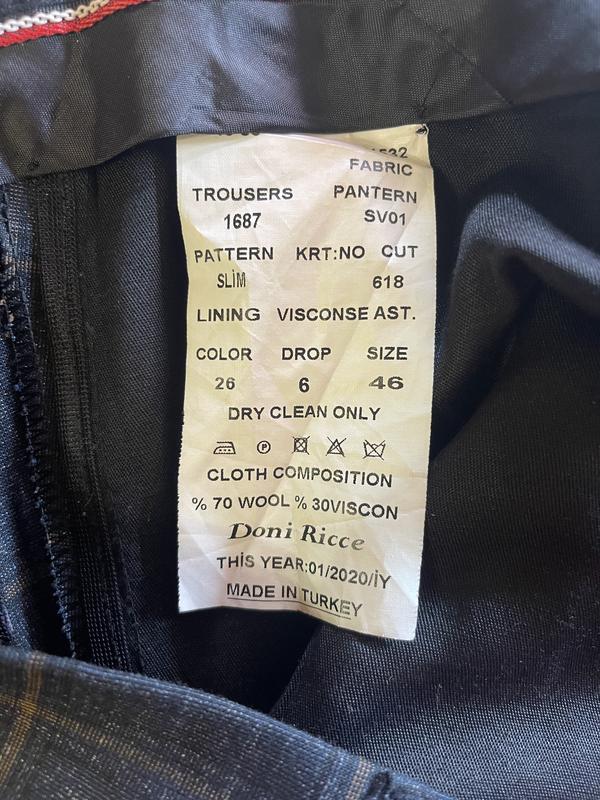 FABRIC
TROUSERS PANTERN
1687 SV01
PATTERN KRT:NO CUT
SLİM 618
LINING VISCONSE AST.
COLOR DROP SIZE
26 6 46
DRY CLEAN ONLY
P
CLOTH COMPOSITION
% 70 WOOL % 30VISCON
Doni Ricce
THİS YEAR:01/2020/İY
MADE IN TURKEY